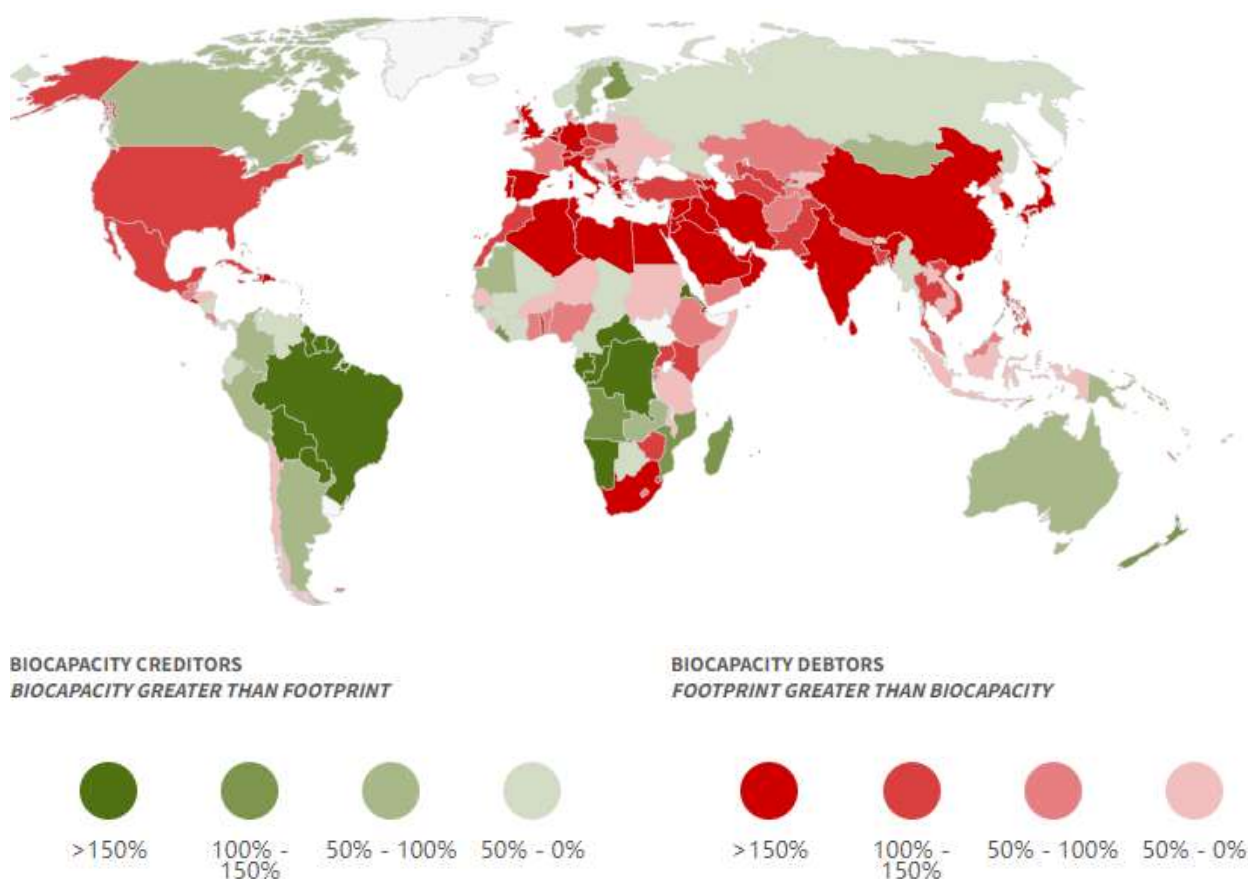 BIOCAPACITY CREDITORS
BIOCAPACITY GREATER THAN FOOTPRINT
>150%
100% -
150%
50% - 100%
50% - 0%
BIOCAPACITY DEBTORS
FOOTPRINT GREATER THAN BIOCAPACITY
>150%
100% -
150%
50% - 100%
50% - 0%